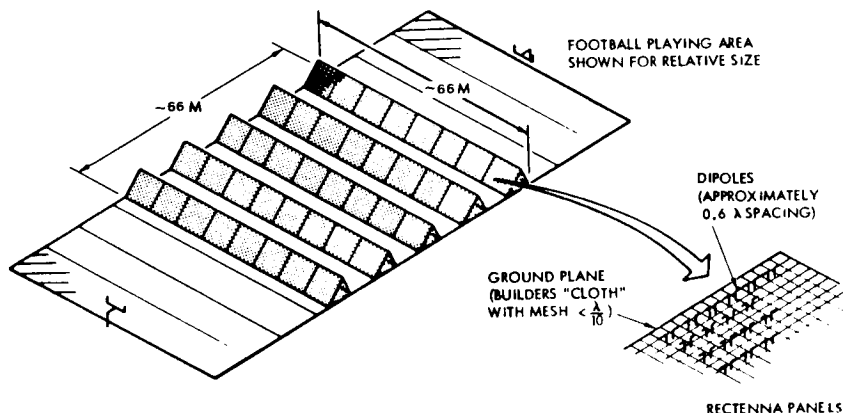 FOOTBALL PLAYING AREA
SHOWN FOR RELATIVE SIZE
~66 M
~66 M
DIPOLES
(APPROXIMATELY
0.6 λ SPACING)
GROUND PLANE
(BUILDERS "CLOTH"
WITH MESH < λ/10 )
RECTENNA PANELS